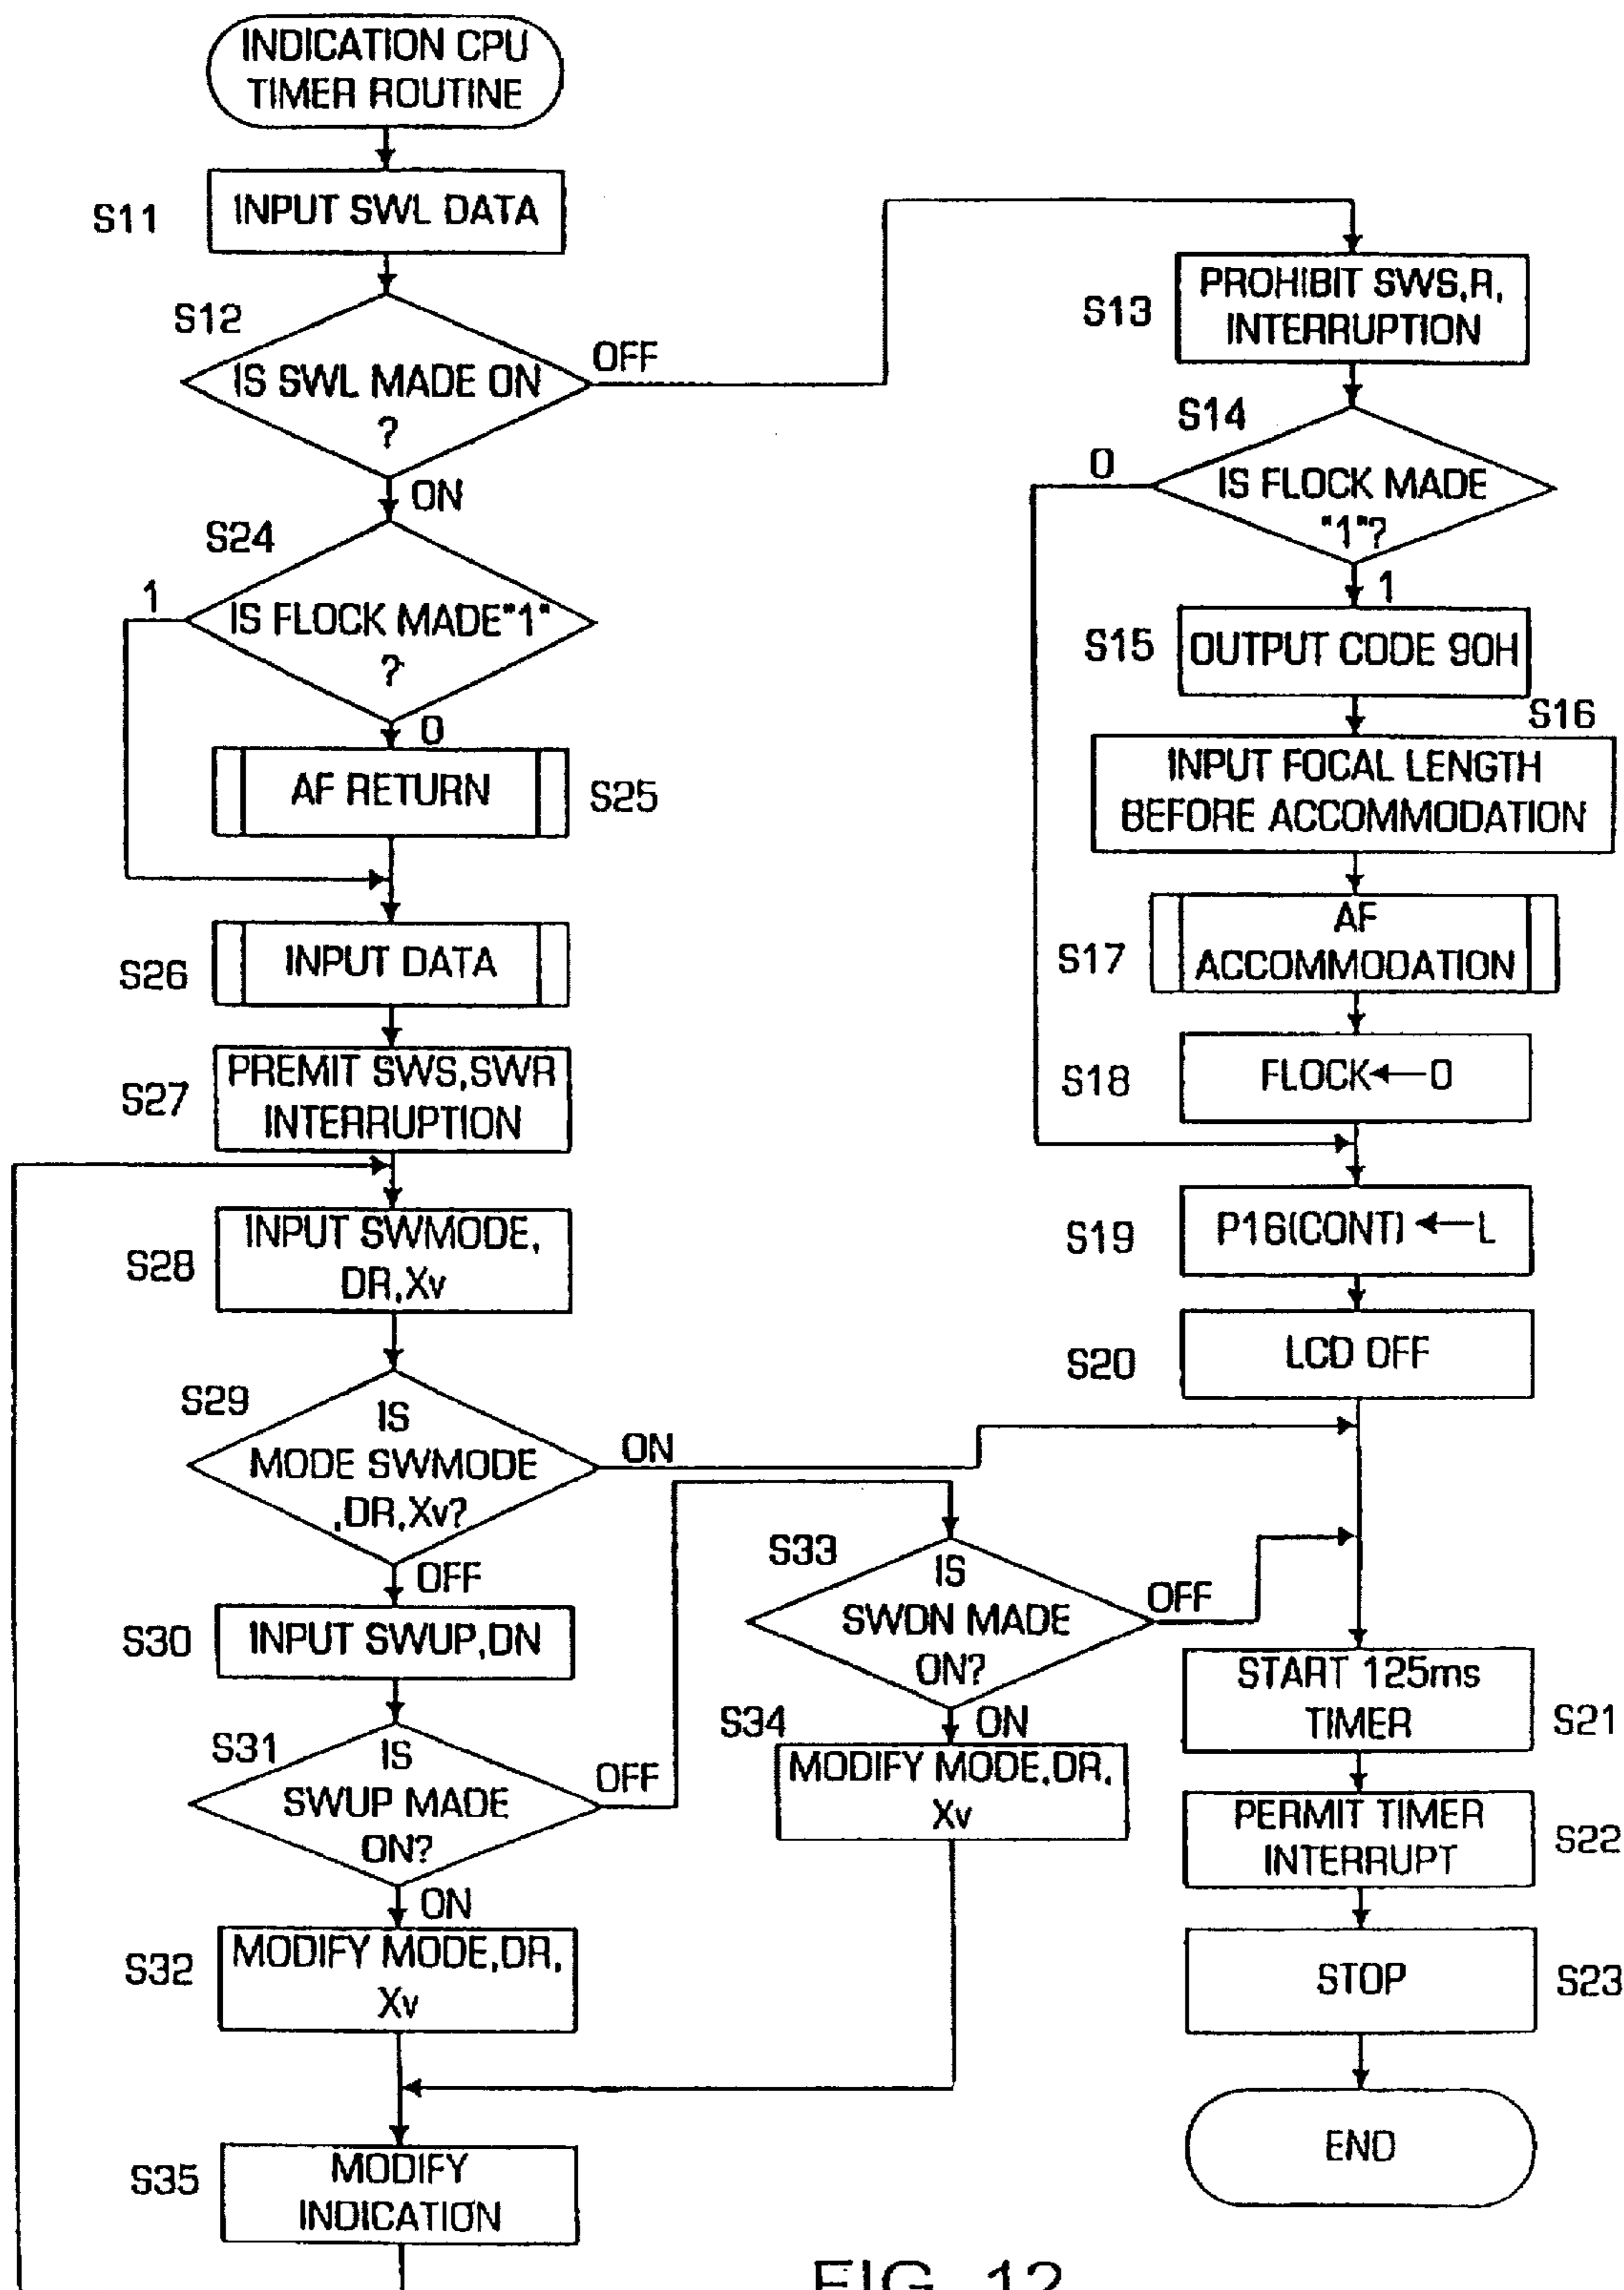 INDICATION CPU
TIMER ROUTINE
S11
INPUT SWL DATA
S12
IS SWL MADE ON
?
OFF
ON
S24
IS FLOCK MADE"1"
?
1
0
AF RETURN
S25
S26
INPUT DATA
S27
PREMIT SWS,SWR
INTERRUPTION
S28
INPUT SWMODE,
DR,Xv
S29
IS
MODE SWMODE
,DR,Xv?
ON
OFF
S30
INPUT SWUP,DN
S31
IS
SWUP MADE
ON?
OFF
ON
S32
MODIFY MODE,DR,
Xv
S33
IS
SWDN MADE
ON?
OFF
ON
S34
MODIFY MODE,DR,
Xv
S35
MODIFY
INDICATION
S13
PROHIBIT SWS,R,
INTERRUPTION
S14
IS FLOCK MADE
"1"?
0
1
S15
OUTPUT CODE 90H
S16
INPUT FOCAL LENGTH
BEFORE ACCOMMODATION
S17
AF
ACCOMMODATION
S18
FLOCK←0
S19
P16(CONT)←L
S20
LCD OFF
START 125ms
TIMER
S21
PERMIT TIMER
INTERRUPT
S22
STOP
S23
END
FIG. 12